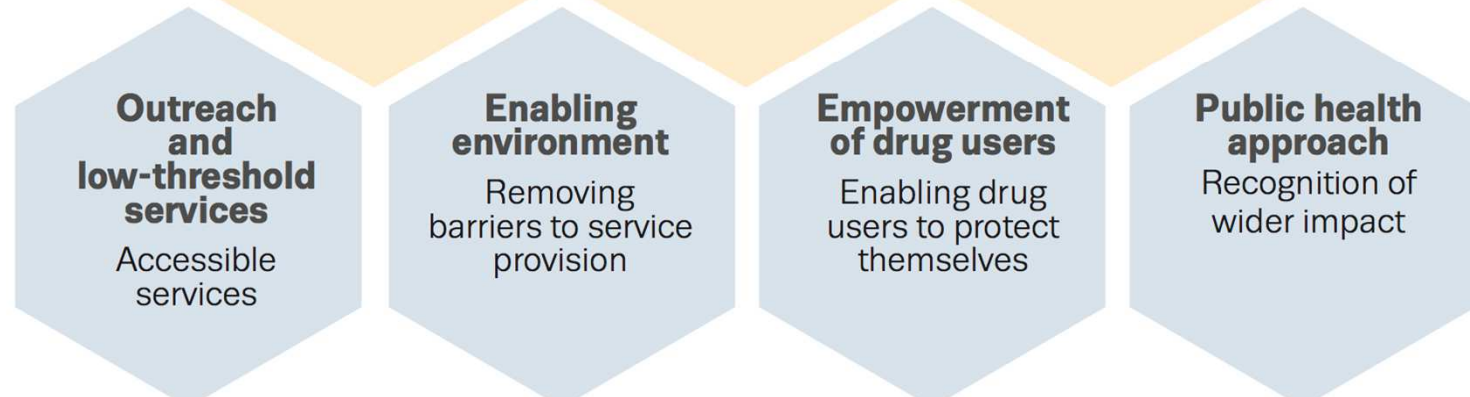 Outreach
and
low-threshold
services
Accessible
services
Enabling
environment
Removing
barriers to service
provision
Empowerment
of drug users
Enabling drug
users to protect
themselves
Public health
approach
Recognition of
wider impact